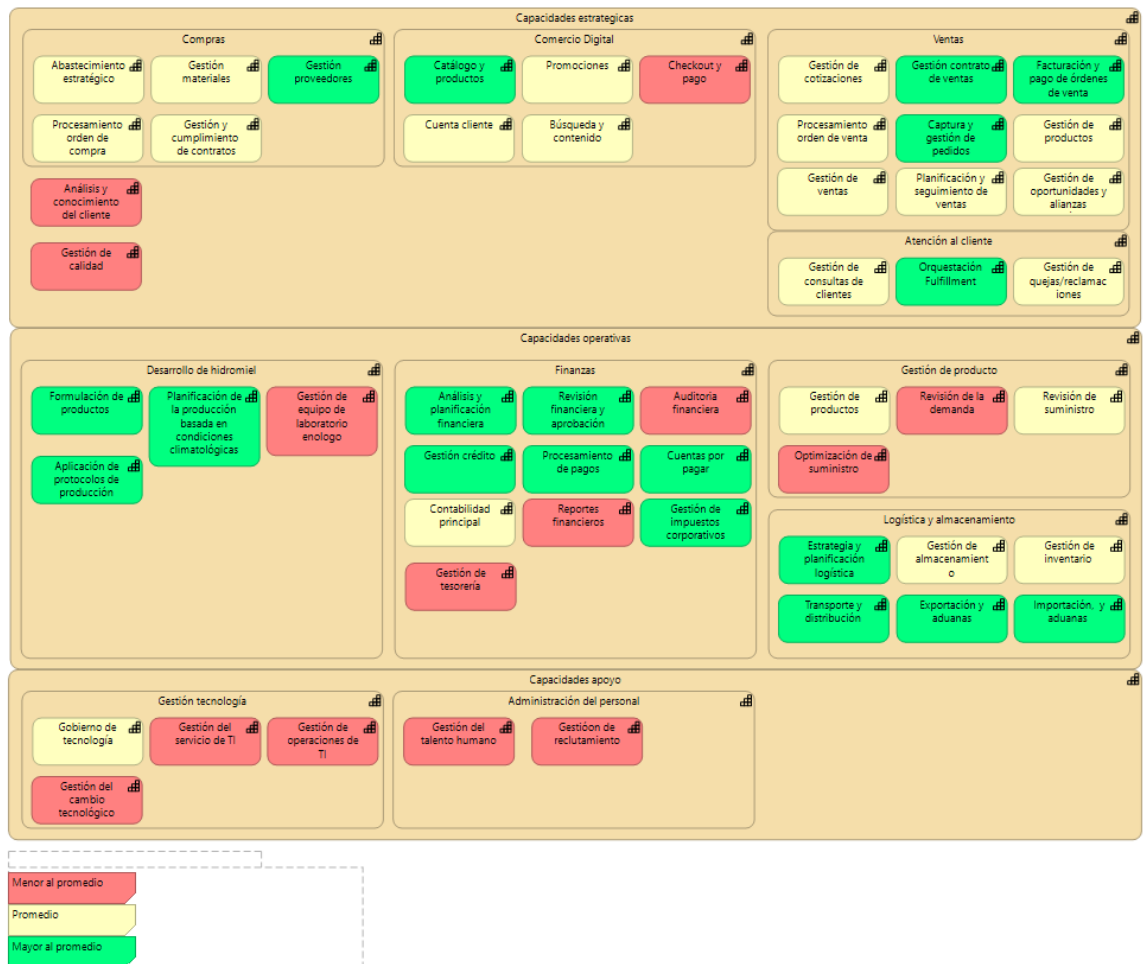 Capacidades estrategicas
Compras
Abastecimiento
estratégico
Gestión
materiales
Gestión
proveedores
Procesamiento
orden de
compra
Gestión y
cumplimiento
de contratos
Análisis y
conocimiento
del cliente
Gestión de
calidad
Comercio Digital
Catálogo y
productos
Promociones
Checkout y
pago
Cuenta cliente
Búsqueda y
contenido
Ventas
Gestión de
cotizaciones
Gestión contrato
de ventas
Facturación y
pago de órdenes
de venta
Procesamiento
orden de venta
Captura y
gestión de
pedidos
Gestión de
productos
Gestión de
ventas
Planificación y
seguimiento de
ventas
Gestión de
oportunidades y
alianzas
Atención al cliente
Gestión de
consultas de
clientes
Orquestación
Fulfillment
Gestión de
quejas/reclamac
iones
Capacidades operativas
Desarrollo de hidromiel
Formulación de
productos
Planificación de
la producción
basada en
condiciones
climatológicas
Gestión de
equipo de
laboratorio
enologo
Aplicación de
protocolos de
producción
Finanzas
Análisis y
planificación
financiera
Revisión
financiera y
aprobación
Auditoria
financiera
Gestión crédito
Procesamiento
de pagos
Cuentas por
pagar
Contabilidad
principal
Reportes
financieros
Gestión de
impuestos
corporativos
Gestión de
tesorería
Gestión de producto
Gestión de
productos
Revisión de la
demanda
Revisión de
suministro
Optimización de
suministro
Logística y almacenamiento
Estrategia y
planificación
logística
Gestión de
almacenamient
o
Gestión de
inventario
Transporte y
distribución
Exportación y
aduanas
Importación, y
aduanas
Capacidades apoyo
Gestión tecnología
Gobierno de
tecnología
Gestión del
servicio de TI
Gestión de
operaciones de
TI
Gestión del
cambio
tecnológico
Administración del personal
Gestión del
talento humano
Gestióon de
reclutamiento
Menor al promedio
Promedio
Mayor al promedio